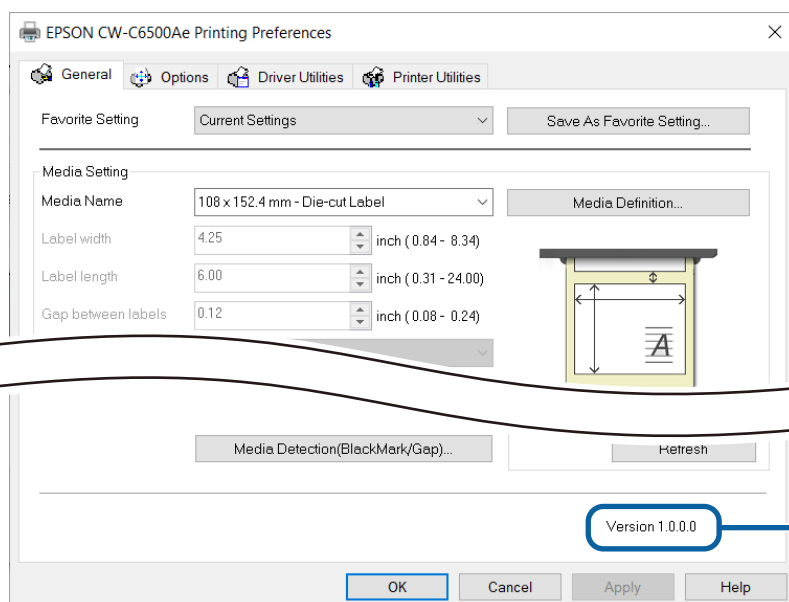 EPSON CW-C6500Ae Printing Preferences
General Options Driver Utilities Printer Utilities
Favorite Setting Current Settings Save As Favorite Setting...
Media Setting
Media Name 108 x 152.4 mm - Die-cut Label Media Definition...
Label width 4.25 inch ( 0.84 - 8.34)
Label length 6.00 inch ( 0.31 - 24.00)
Gap between labels 0.12 inch ( 0.08 - 0.24)
A
Media Detection(BlackMark/Gap)... Refresh
Version 1.0.0.0
OK Cancel Apply Help